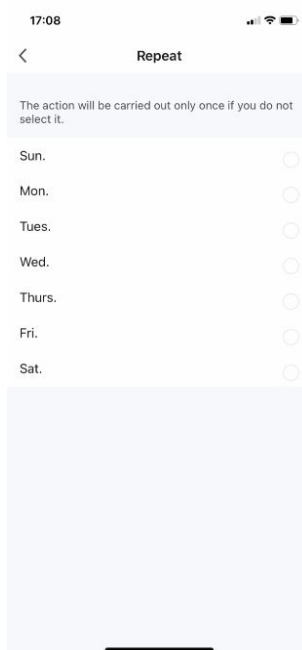 17:08
Repeat
The action will be carried out only once if you do not
select it.
Sun.
Mon.
Tues.
Wed.
Thurs.
Fri.
Sat.